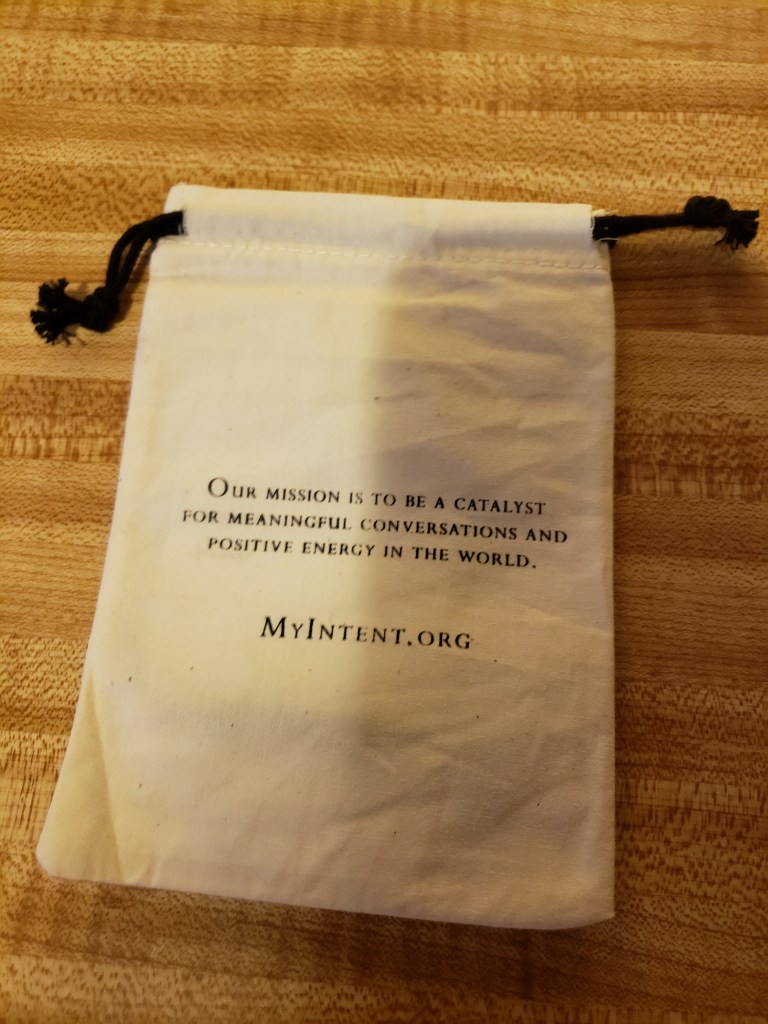 Our mission is to be a catalyst
for meaningful conversations and
positive energy in the world.
MyIntent.org